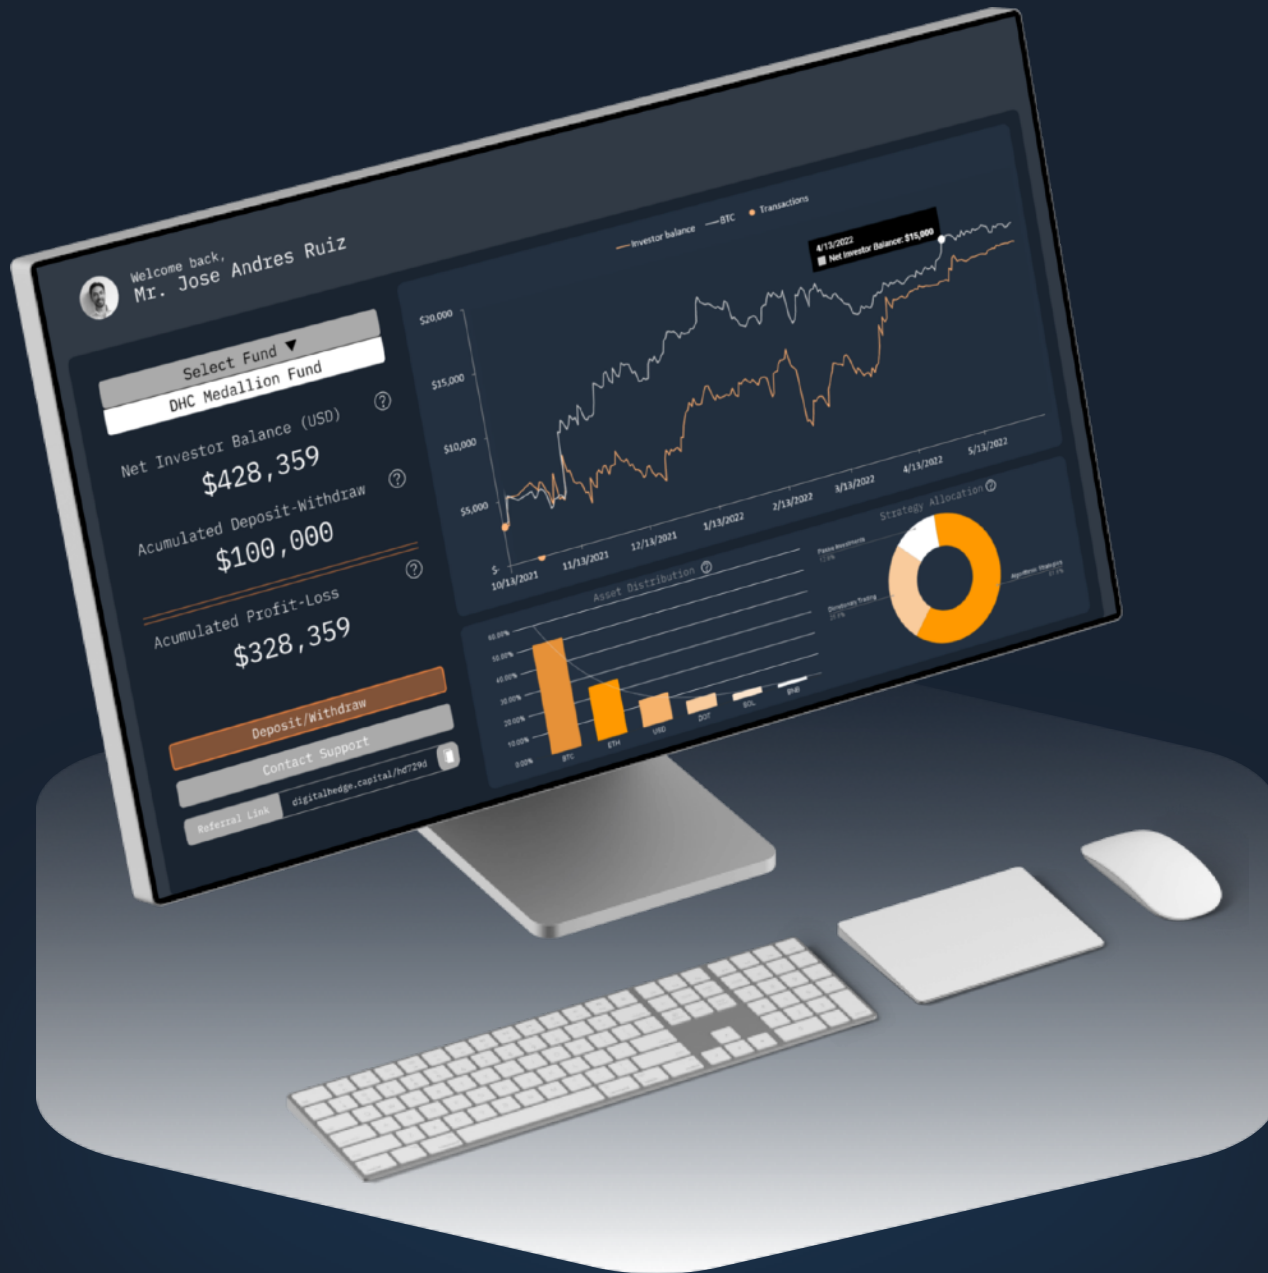 Welcome back,
Mr. Jose Andres Ruiz
Select Fund ▼
DHC Medallion Fund
Net Investor Balance (USD)
?
$428,359
Acumulated Deposit-Withdraw
?
$100,000
Acumulated Profit-Loss
?
$328,359
Deposit/Withdraw
Contact Support
Referral Link
digitalhedge.capital/hd729d
Investor balance
BTC
Transactions
4/13/2022
Net Investor Balance: $15,000
$20,000
$15,000
$10,000
$5,000
$-
10/13/2021
11/13/2021
12/13/2021
1/13/2022
2/13/2022
3/13/2022
4/13/2022
5/13/2022
Asset Distribution ?
60.00%
50.00%
40.00%
30.00%
20.00%
10.00%
0.00%
BTC
ETH
USD
DOT
SOL
BNB
Strategy Allocation ?